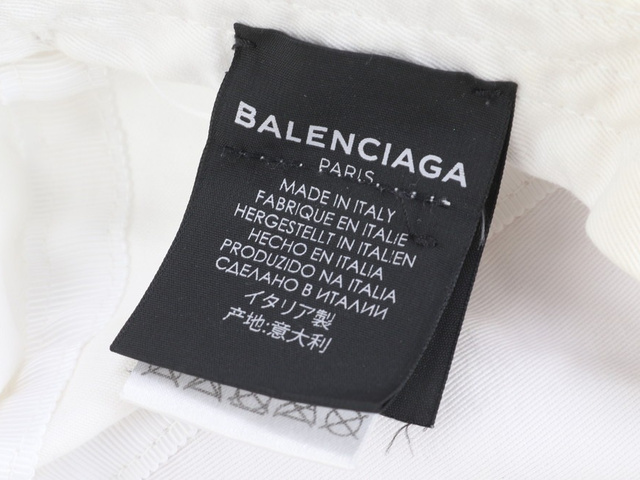 BALENCIAGA
PARIS
MADE IN ITALY
FABRIQUE EN ITALIE
HERGESTELLT IN ITALIEN
HECHO EN ITALIA
PRODUZIDO NA ITALIA
СДЕЛАНО В ИТАЛИИ
イタリア製
产地:意大利